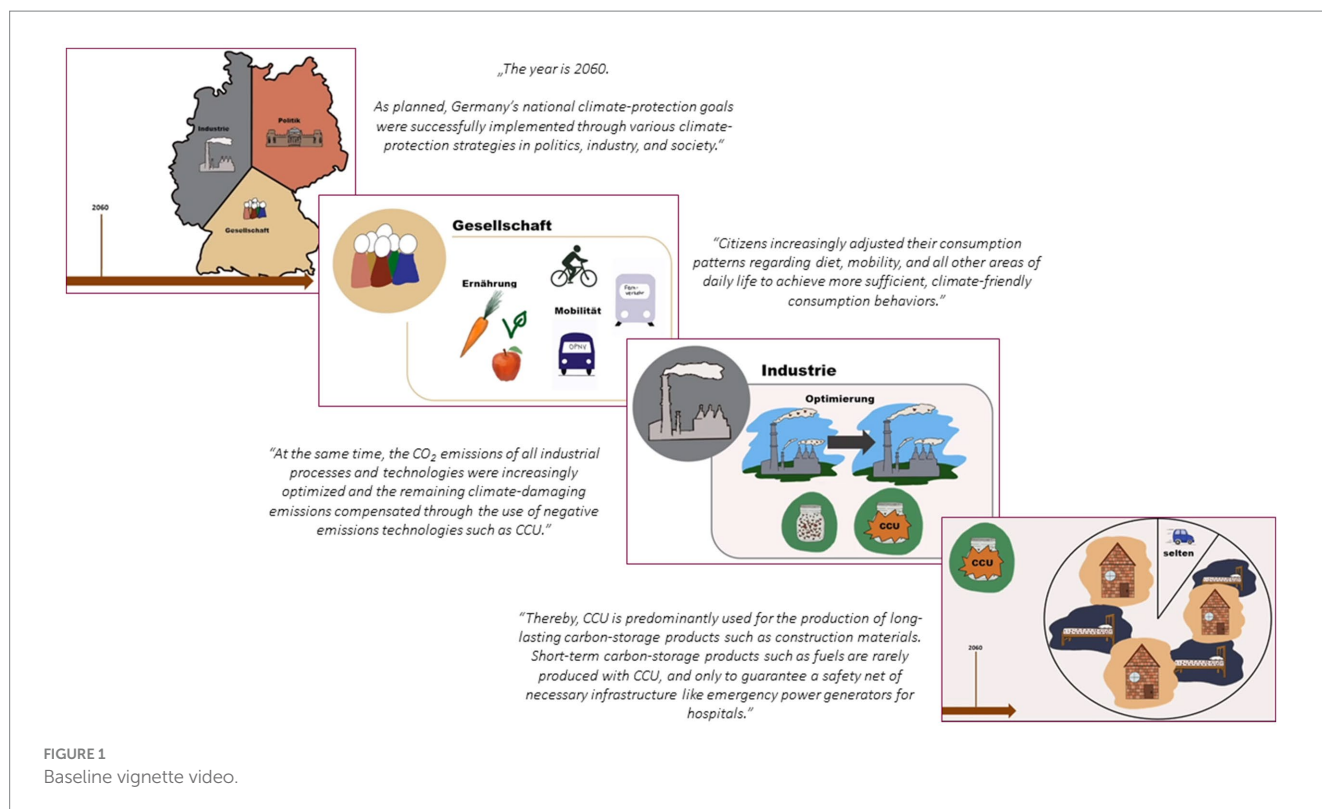 Industrie
Politik
2060
Gesellschaft
„The year is 2060.
As planned, Germany’s national climate-protection goals
were successfully implemented through various climate-
protection strategies in politics, industry, and society.“
Gesellschaft
Ernährung
Mobilität
Fern-
verkehr
ÖPNV
“Citizens increasingly adjusted their consumption
patterns regarding diet, mobility, and all other areas of
daily life to achieve more sufficient, climate-friendly
consumption behaviors.”
Industrie
Optimierung
CCU
“At the same time, the CO₂ emissions of all industrial
processes and technologies were increasingly
optimized and the remaining climate-damaging
emissions compensated through the use of negative
emissions technologies such as CCU.”
CCU
selten
2060
“Thereby, CCU is predominantly used for the production of long-
lasting carbon-storage products such as construction materials.
Short-term carbon-storage products such as fuels are rarely
produced with CCU, and only to guarantee a safety net of
necessary infrastructure like emergency power generators for
hospitals.”
FIGURE 1
Baseline vignette video.